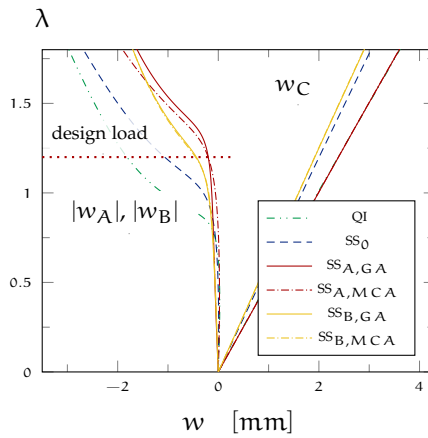 λ
1.5
design load
1
0.5
0
w_C
|w_A|, |w_B|
QI
SS_0
SS_A,GA
SS_A,MCA
SS_B,GA
SS_B,MCA
−2
0
2
4
w [mm]